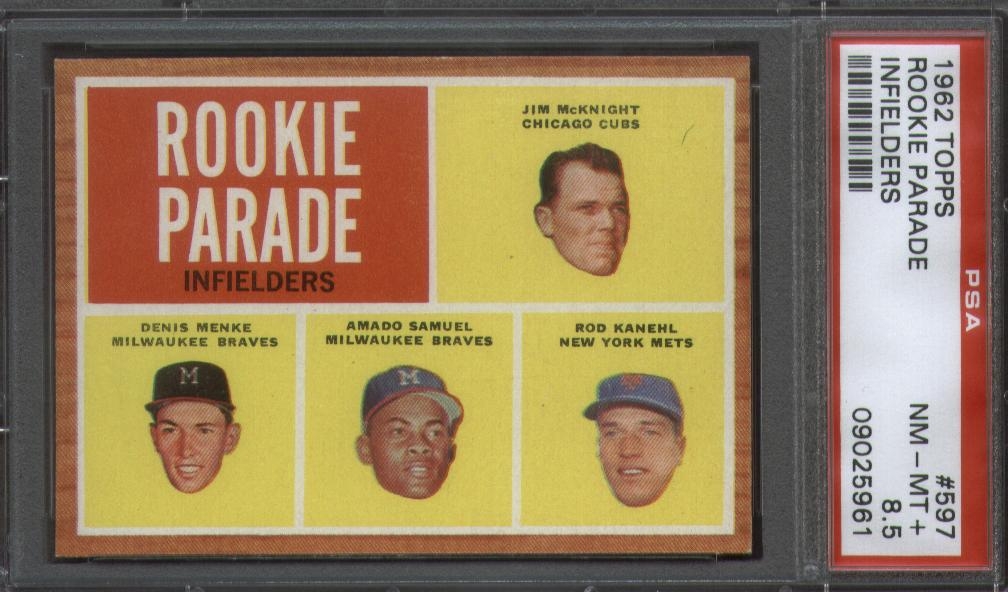 ROOKIE
PARADE
INFIELDERS
JIM McKNIGHT
CHICAGO CUBS
DENIS MENKE
MILWAUKEE BRAVES
M
AMADO SAMUEL
MILWAUKEE BRAVES
M
ROD KANEHL
NEW YORK METS
1962 TOPPS
ROOKIE PARADE
INFIELDERS
PSA
#597
NM-MT+
8.5
09025961